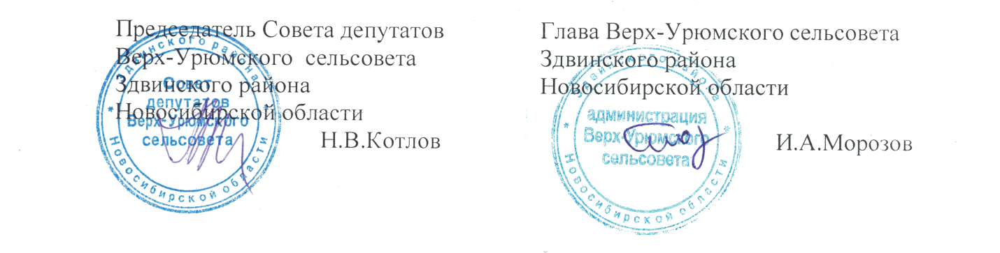 Председатель Совета депутатов
Верх-Урюмского сельсовета
Здвинского района
Новосибирской области
Н.В.Котлов
Здвинского района
Совет
депутатов
Верх-Урюмского
сельсовета
Новосибирской области
Глава Верх-Урюмского сельсовета
Здвинского района
Новосибирской области
И.А.Морозов
Здвинского района
администрация
Верх-Урюмского
сельсовета
Новосибирской области